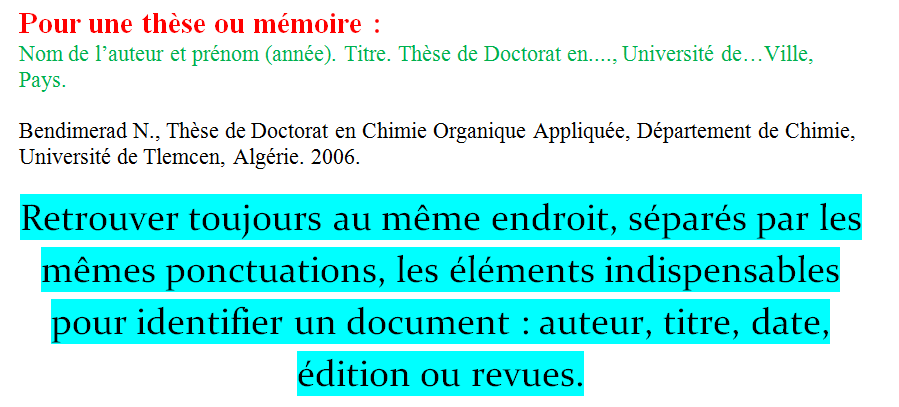 Pour une thèse ou mémoire :
Nom de l’auteur et prénom (année). Titre. Thèse de Doctorat en...., Université de…Ville,
Pays.
Bendimerad N., Thèse de Doctorat en Chimie Organique Appliquée, Département de Chimie,
Université de Tlemcen, Algérie. 2006.
Retrouver toujours au même endroit, séparés par les
mêmes ponctuations, les éléments indispensables
pour identifier un document : auteur, titre, date,
édition ou revues.